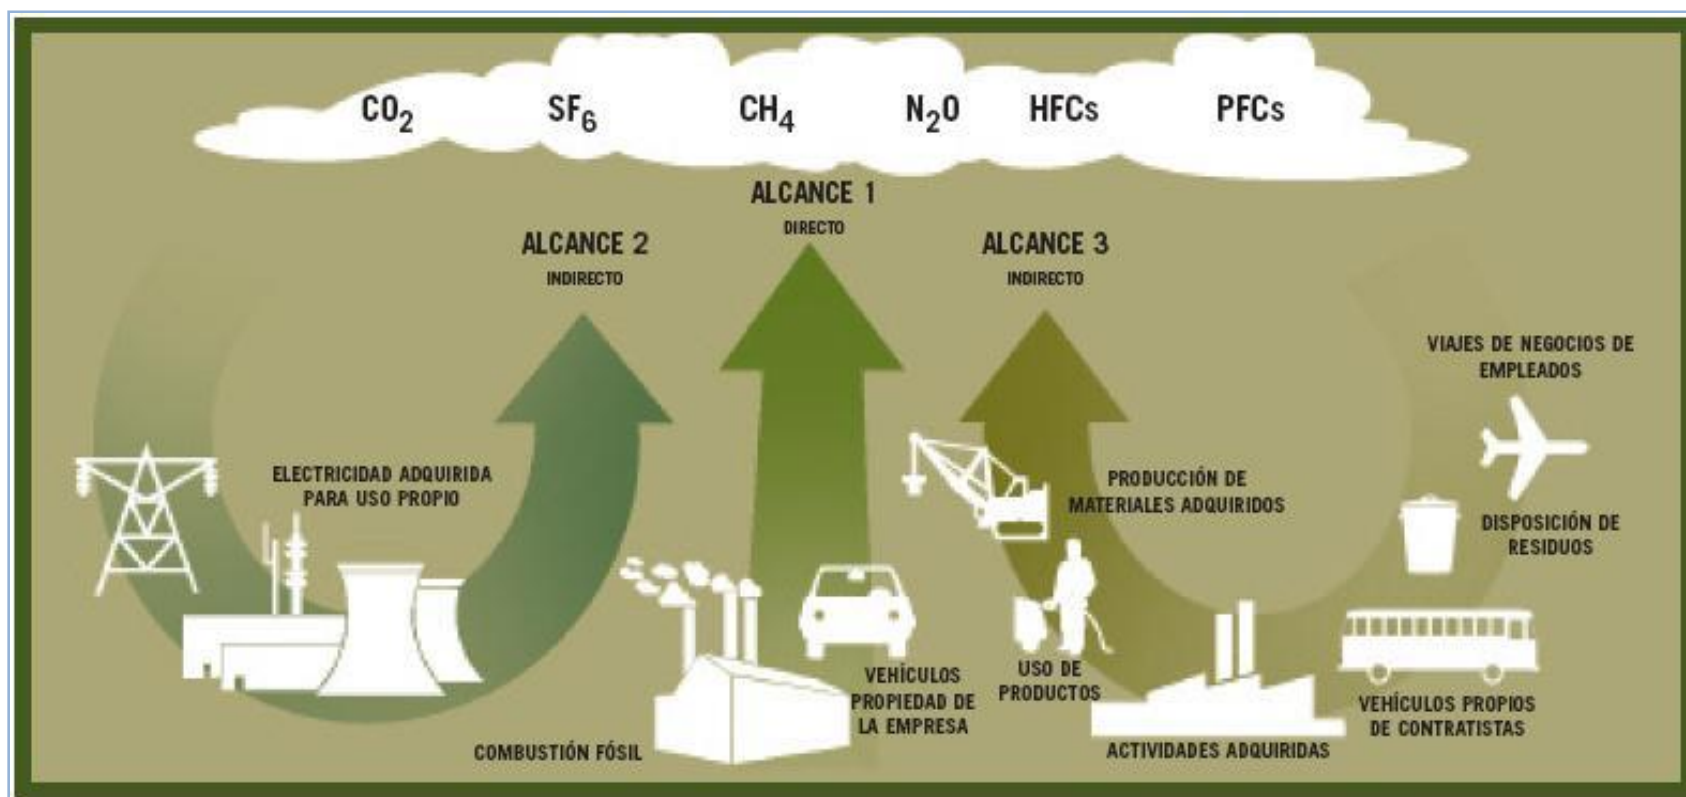 CO₂ SF₆ CH₄ N₂O HFCs PFCs
ALCANCE 1
DIRECTO
ALCANCE 2
INDIRECTO
ALCANCE 3
INDIRECTO
ELECTRICIDAD ADQUIRIDA
PARA USO PROPIO
COMBUSTIÓN FÓSIL
VEHÍCULOS
PROPIEDAD DE
LA EMPRESA
PRODUCCIÓN DE
MATERIALES ADQUIRIDOS
USO DE
PRODUCTOS
ACTIVIDADES ADQUIRIDAS
VIAJES DE NEGOCIOS DE
EMPLEADOS
DISPOSICIÓN DE
RESIDUOS
VEHÍCULOS PROPIOS
DE CONTRATISTAS